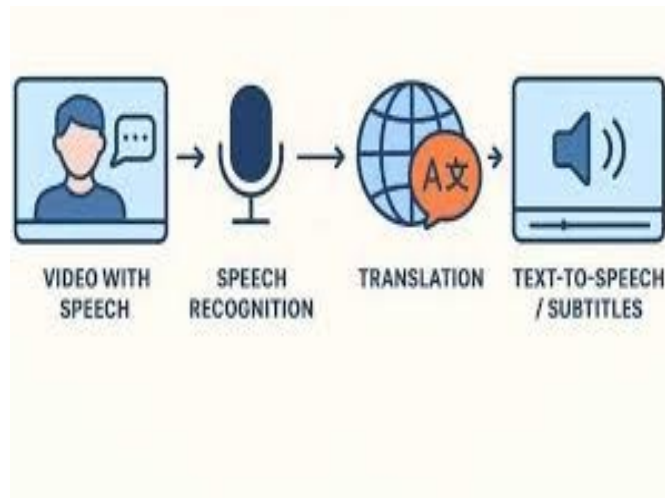 A文
VIDEO WITH
SPEECH
SPEECH
RECOGNITION
TRANSLATION
TEXT-TO-SPEECH
/ SUBTITLES